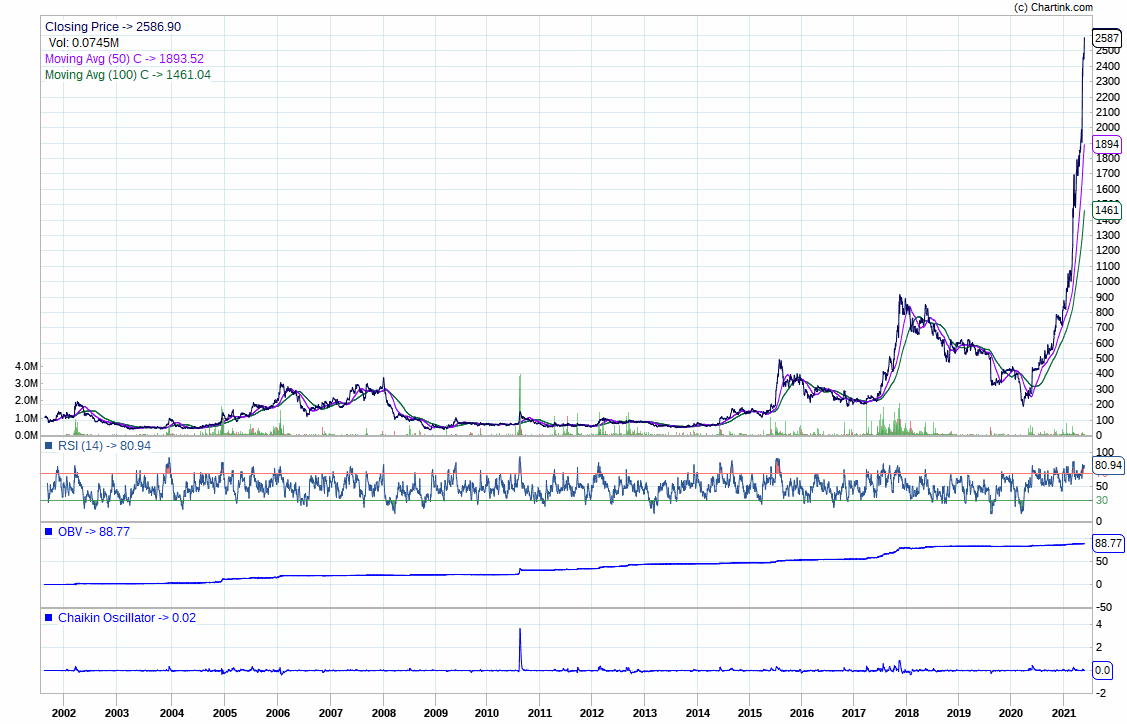 (c) Chartink.com
Closing Price -> 2586.90
Vol: 0.0745M
Moving Avg (50) C -> 1893.52
Moving Avg (100) C -> 1461.04
2587
2500
2400
2300
2200
2100
2000
1894
1800
1700
1600
1461
1400
1300
1200
1100
1000
900
800
700
600
500
400
300
200
100
0
4.0M
3.0M
2.0M
1.0M
0.0M
RSI (14) -> 80.94
100
80.94
50
30
0
OBV -> 88.77
88.77
50
0
-50
Chaikin Oscillator -> 0.02
4
2
0.0
-2
2002 2003 2004 2005 2006 2007 2008 2009 2010 2011 2012 2013 2014 2015 2016 2017 2018 2019 2020 2021